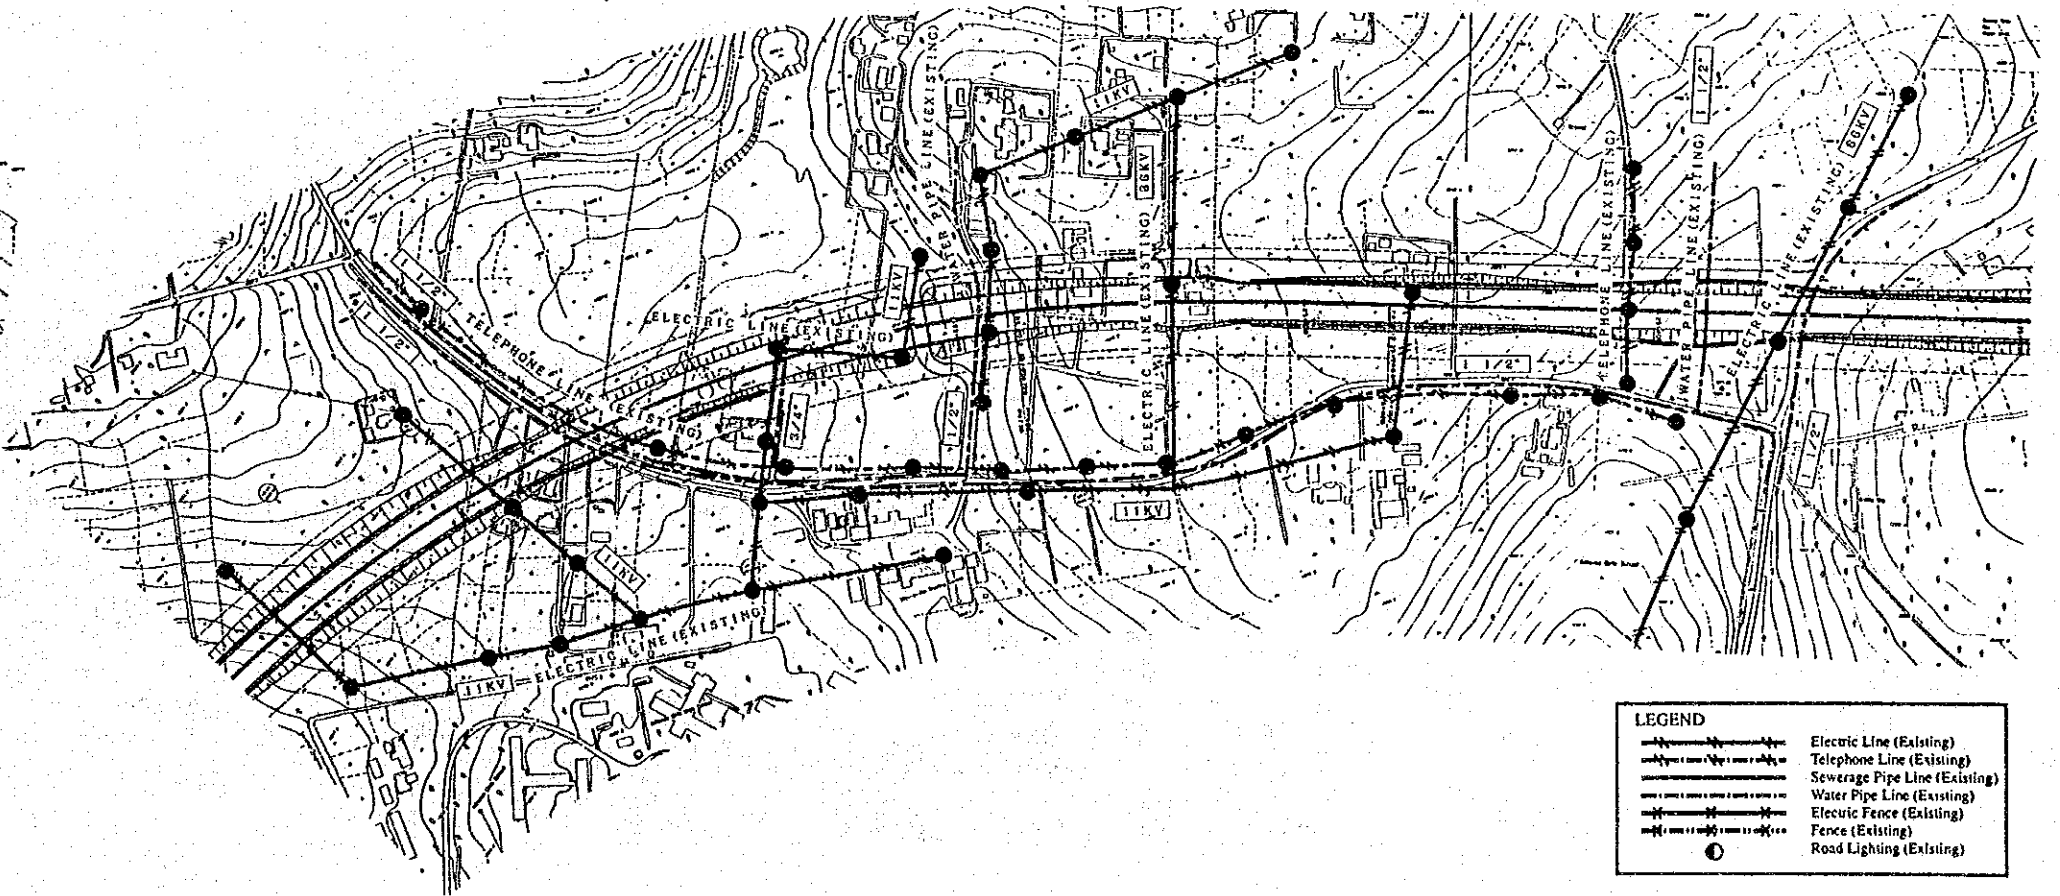 WATER PIPE LINE (EXISTING)
11KV
1 1/2"
66KV
TELEPHONE LINE (EXISTING)
WATER PIPE LINE (EXISTING)
ELECTRIC LINE (EXISTING)
1 1/2"
1 1/2"
TELEPHONE LINE (EXISTING)
ELECTRIC LINE (EXISTING)
11KV
ELECTRIC LINE (EXISTING)
1 1/2"
3/4"
1 1/2"
11KV
11KV
11KV
ELECTRIC LINE (EXISTING)
LEGEND
Electric Line (Existing)
Telephone Line (Existing)
Sewerage Pipe Line (Existing)
Water Pipe Line (Existing)
Electric Fence (Existing)
Fence (Existing)
Road Lighting (Existing)